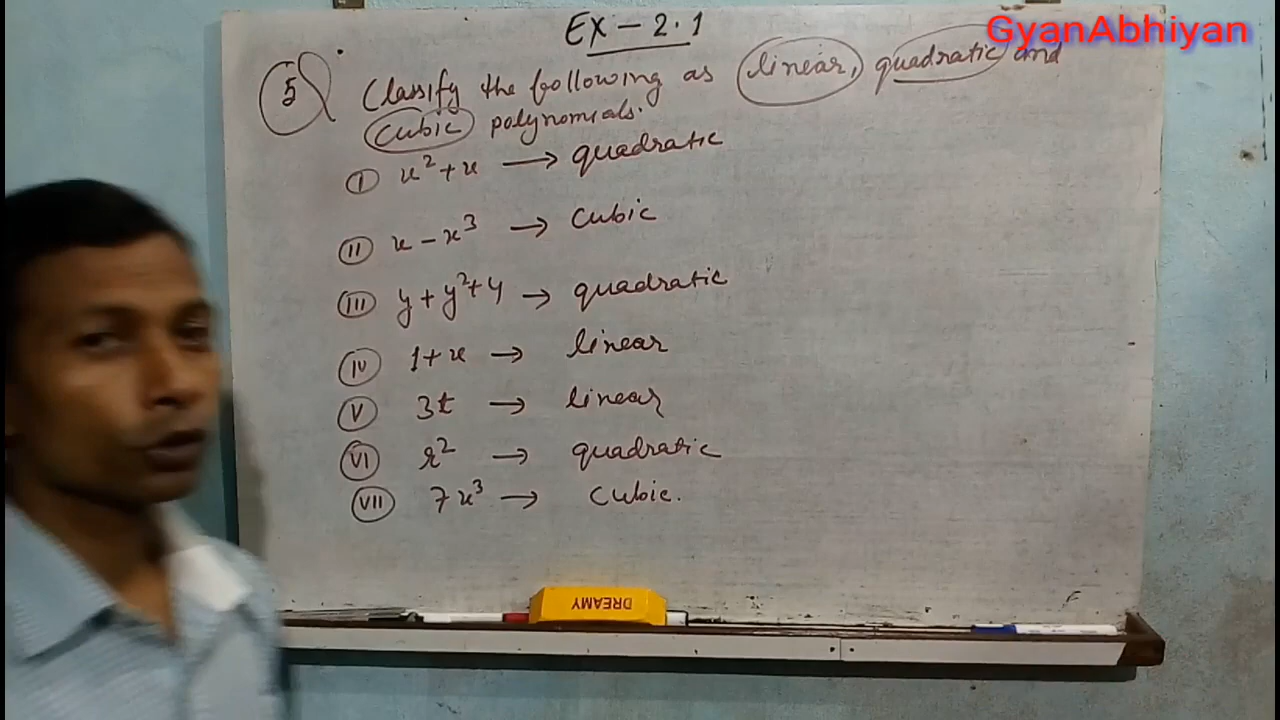 GyanAbhiyan
Ex - 2.1
5 Classify the following as linear, quadratic and
cubic polynomials.
I x² + x → quadratic
II x - x³ → cubic
III y + y² + 4 → quadratic
IV 1 + x → linear
V 3t → linear
VI r² → quadratic
VII 7x³ → cubic.
DREAMY